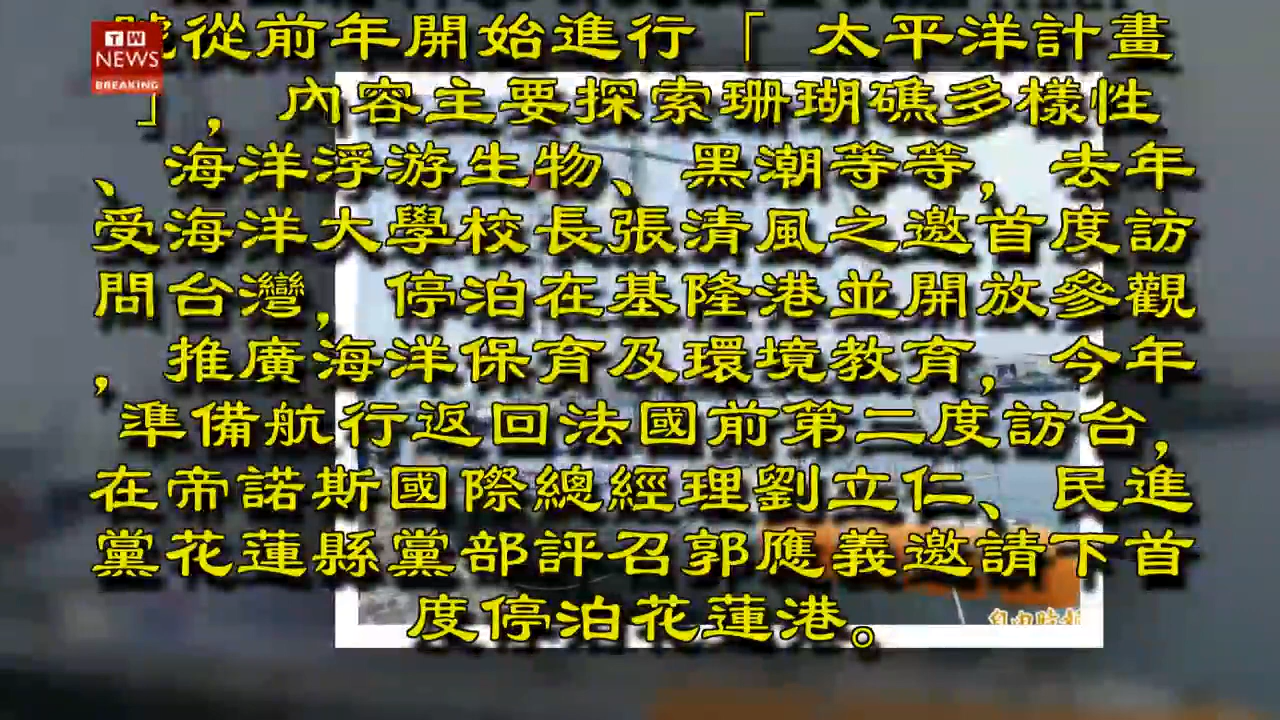 TW
NEWS
BREAKING
從前年開始進行「太平洋計畫
」，內容主要探索珊瑚礁多樣性
、海洋浮游生物、黑潮等等，去年
受海洋大學校長張清風之邀首度訪
問台灣，停泊在基隆港並開放參觀
，推廣海洋保育及環境教育，今年
，準備航行返回法國前第二度訪台，
在帝諾斯國際總經理劉立仁、民進
黨花蓮縣黨部評召郭應義邀請下首
度停泊花蓮港。
自由時報